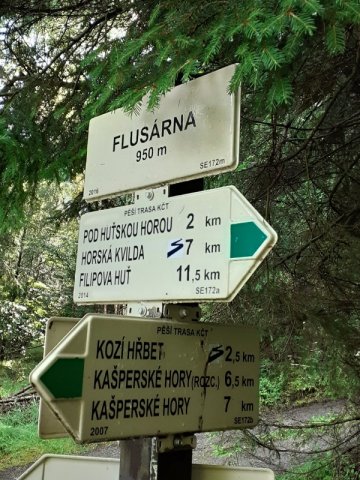 FLUSÁRNA
950 m
2016 SE172m
PĚŠÍ TRASA KČT
POD HUŤSKOU HOROU 2 km
HORSKÁ KVILDA 7 km
FILIPOVA HUŤ 11,5 km
2014 SE172a
PĚŠÍ TRASA KČT
KOZÍ HŘBET 2,5 km
KAŠPERSKÉ HORY (ROZC.) 6,5 km
KAŠPERSKÉ HORY 7 km
2007 SE172b